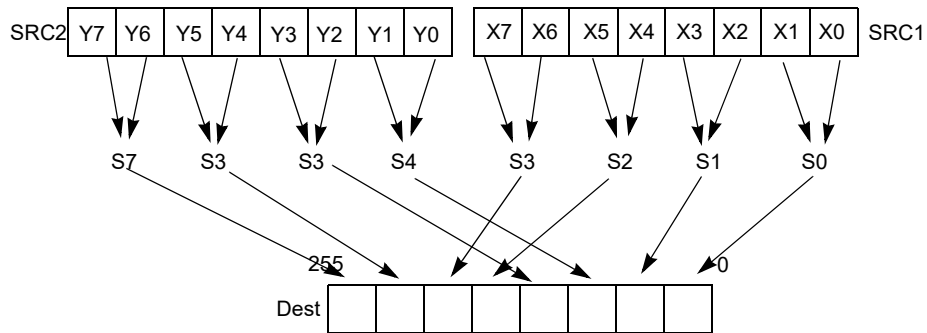 SRC2 Y7 Y6 Y5 Y4 Y3 Y2 Y1 Y0 X7 X6 X5 X4 X3 X2 X1 X0 SRC1
S7 S3 S3 S4 S3 S2 S1 S0
255 0
Dest